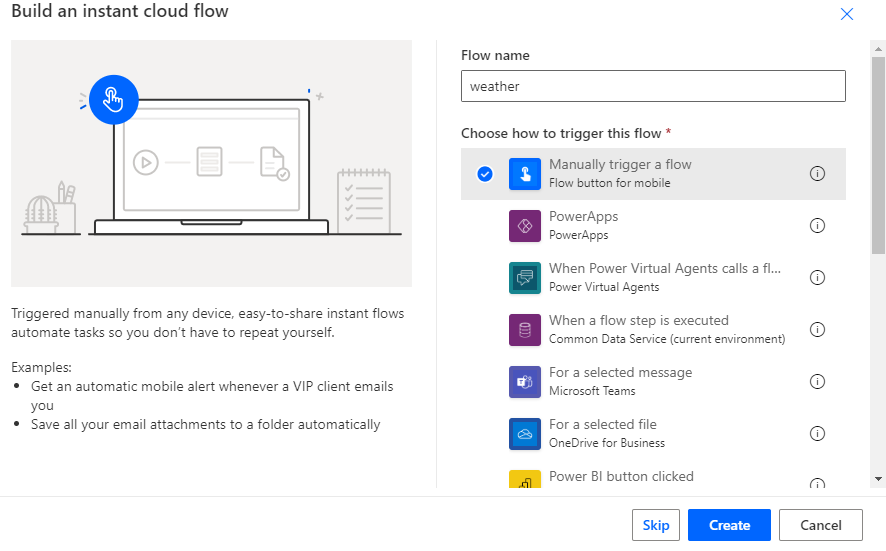 Build an instant cloud flow
Triggered manually from any device, easy-to-share instant flows
automate tasks so you don't have to repeat yourself.
Examples:
• Get an automatic mobile alert whenever a VIP client emails
you
• Save all your email attachments to a folder automatically
Flow name
weather
Choose how to trigger this flow *
Manually trigger a flow
Flow button for mobile
PowerApps
PowerApps
When Power Virtual Agents calls a fl...
Power Virtual Agents
When a flow step is executed
Common Data Service (current environment)
For a selected message
Microsoft Teams
For a selected file
OneDrive for Business
Power BI button clicked
Skip
Create
Cancel